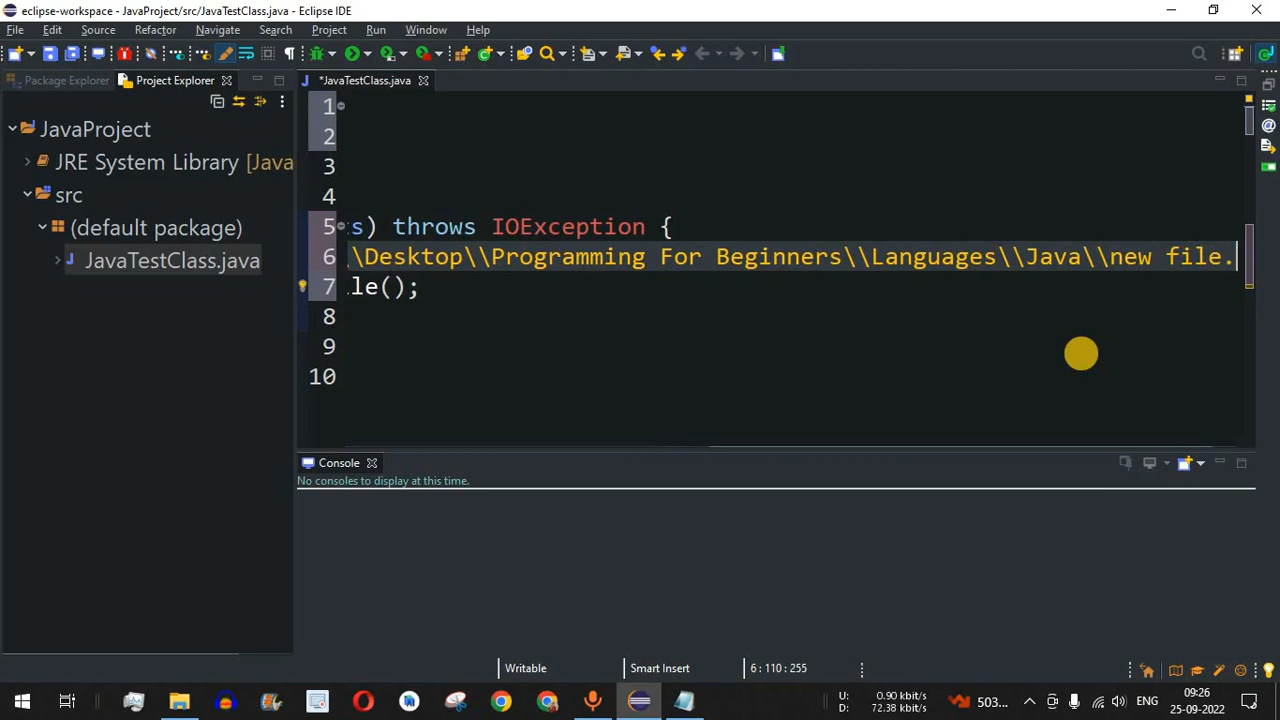 eclipse-workspace - JavaProject/src/JavaTestClass.java - Eclipse IDE
File Edit Source Refactor Navigate Search Project Run Window Help
Package Explorer Project Explorer
*JavaTestClass.java
JavaProject
JRE System Library [Java
src
(default package)
JavaTestClass.java
1
2
3
4
5 s) throws IOException {
6 \\Desktop\\Programming For Beginners\\Languages\\Java\\new file.
7 le();
8
9
10
Console
No consoles to display at this time.
Writable Smart Insert 6 : 110 : 255
U: 0.90 kbit/s
D: 72.38 kbit/s
503...
ENG
09:26
25-09-2022